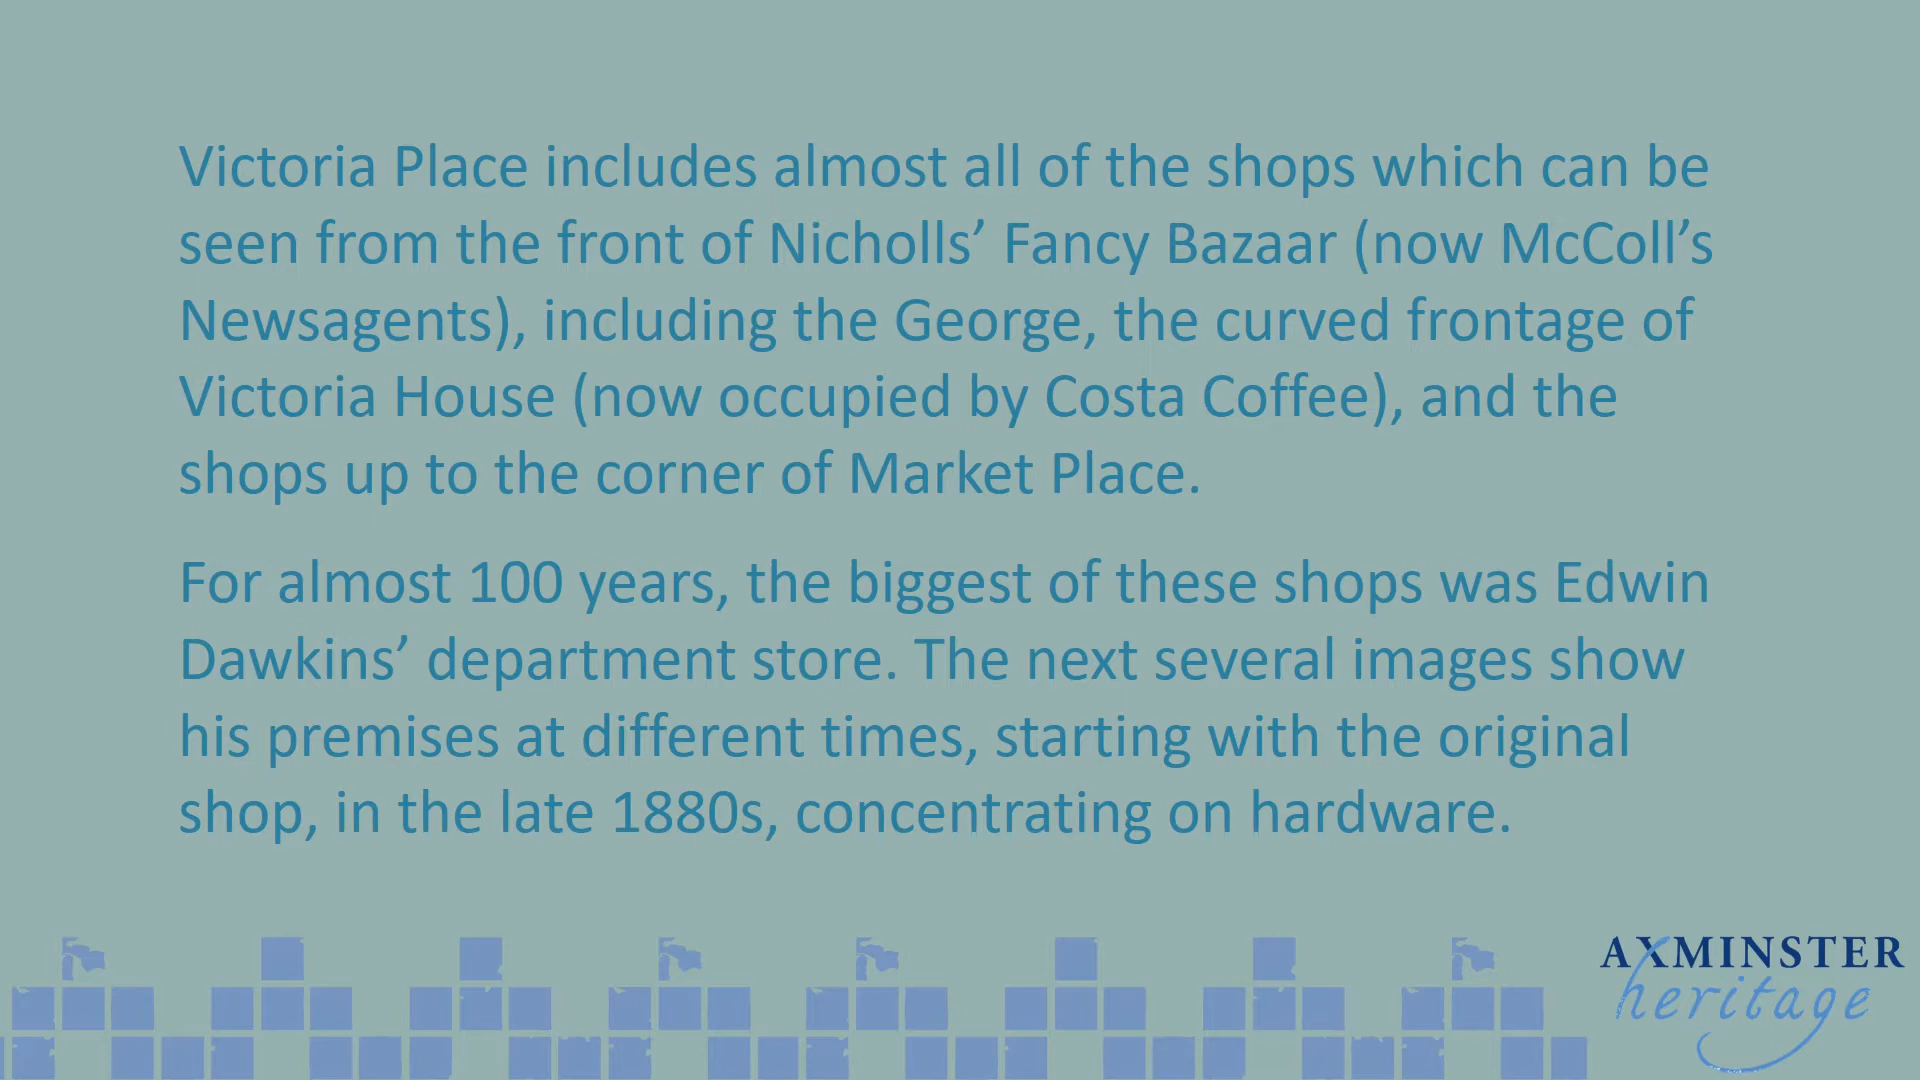 Victoria Place includes almost all of the shops which can be
seen from the front of Nicholls’ Fancy Bazaar (now McColl’s
Newsagents), including the George, the curved frontage of
Victoria House (now occupied by Costa Coffee), and the
shops up to the corner of Market Place.
For almost 100 years, the biggest of these shops was Edwin
Dawkins’ department store. The next several images show
his premises at different times, starting with the original
shop, in the late 1880s, concentrating on hardware.
AXMINSTER
heritage